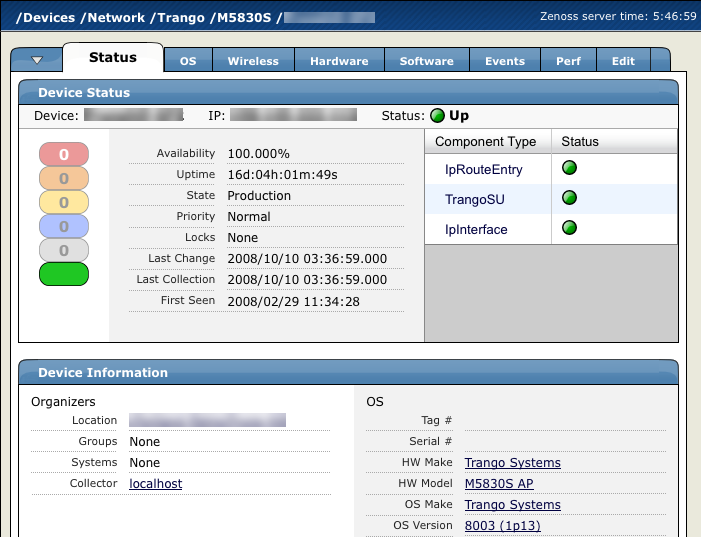 /Devices /Network /Trango /M5830S /
Zenoss server time: 5:46:59
Status OS Wireless Hardware Software Events Perf Edit
Device Status
Device: IP: Status: Up
0
0
0
0
0
Availability 100.000%
Uptime 16d:04h:01m:49s
State Production
Priority Normal
Locks None
Last Change 2008/10/10 03:36:59.000
Last Collection 2008/10/10 03:36:59.000
First Seen 2008/02/29 11:34:28
Component Type Status
IpRouteEntry
TrangoSU
IpInterface
Device Information
Organizers
Location
Groups None
Systems None
Collector localhost
OS
Tag #
Serial #
HW Make Trango Systems
HW Model M5830S AP
OS Make Trango Systems
OS Version 8003 (1p13)